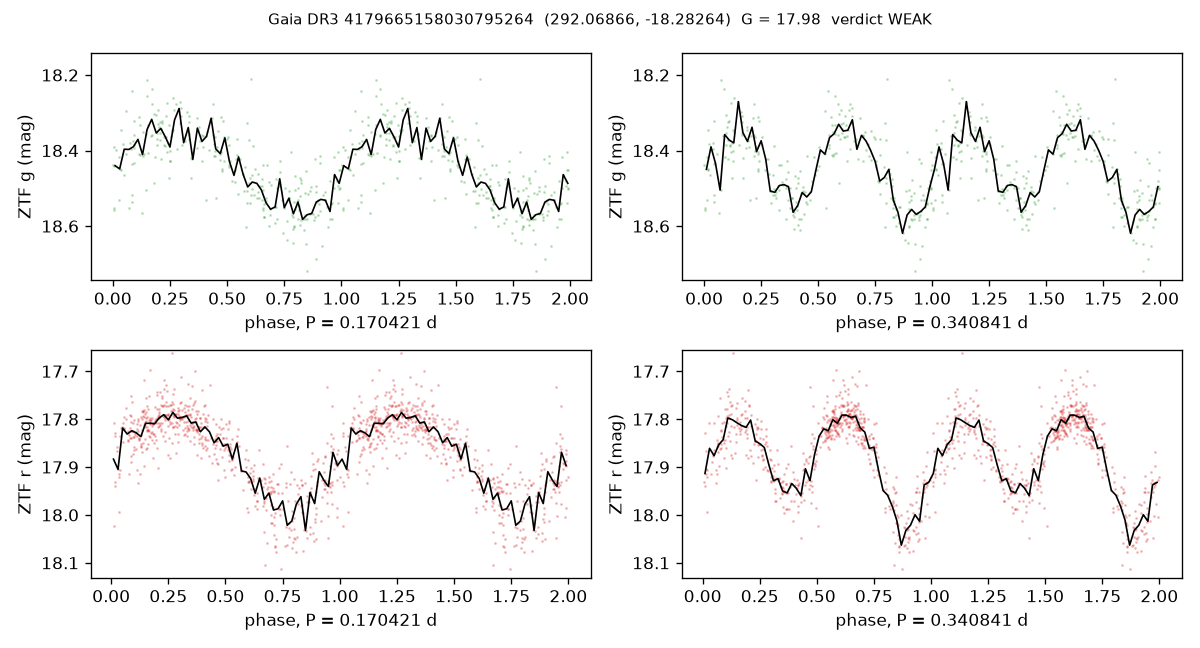 Gaia DR3 4179665158030795264  (292.06866, -18.28264)  G = 17.98  verdict WEAK
ZTF g (mag)
18.2
18.4
18.6
0.00 0.25 0.50 0.75 1.00 1.25 1.50 1.75 2.00
phase, P = 0.170421 d
ZTF g (mag)
18.2
18.4
18.6
0.00 0.25 0.50 0.75 1.00 1.25 1.50 1.75 2.00
phase, P = 0.340841 d
ZTF r (mag)
17.7
17.8
17.9
18.0
18.1
0.00 0.25 0.50 0.75 1.00 1.25 1.50 1.75 2.00
phase, P = 0.170421 d
ZTF r (mag)
17.7
17.8
17.9
18.0
18.1
0.00 0.25 0.50 0.75 1.00 1.25 1.50 1.75 2.00
phase, P = 0.340841 d